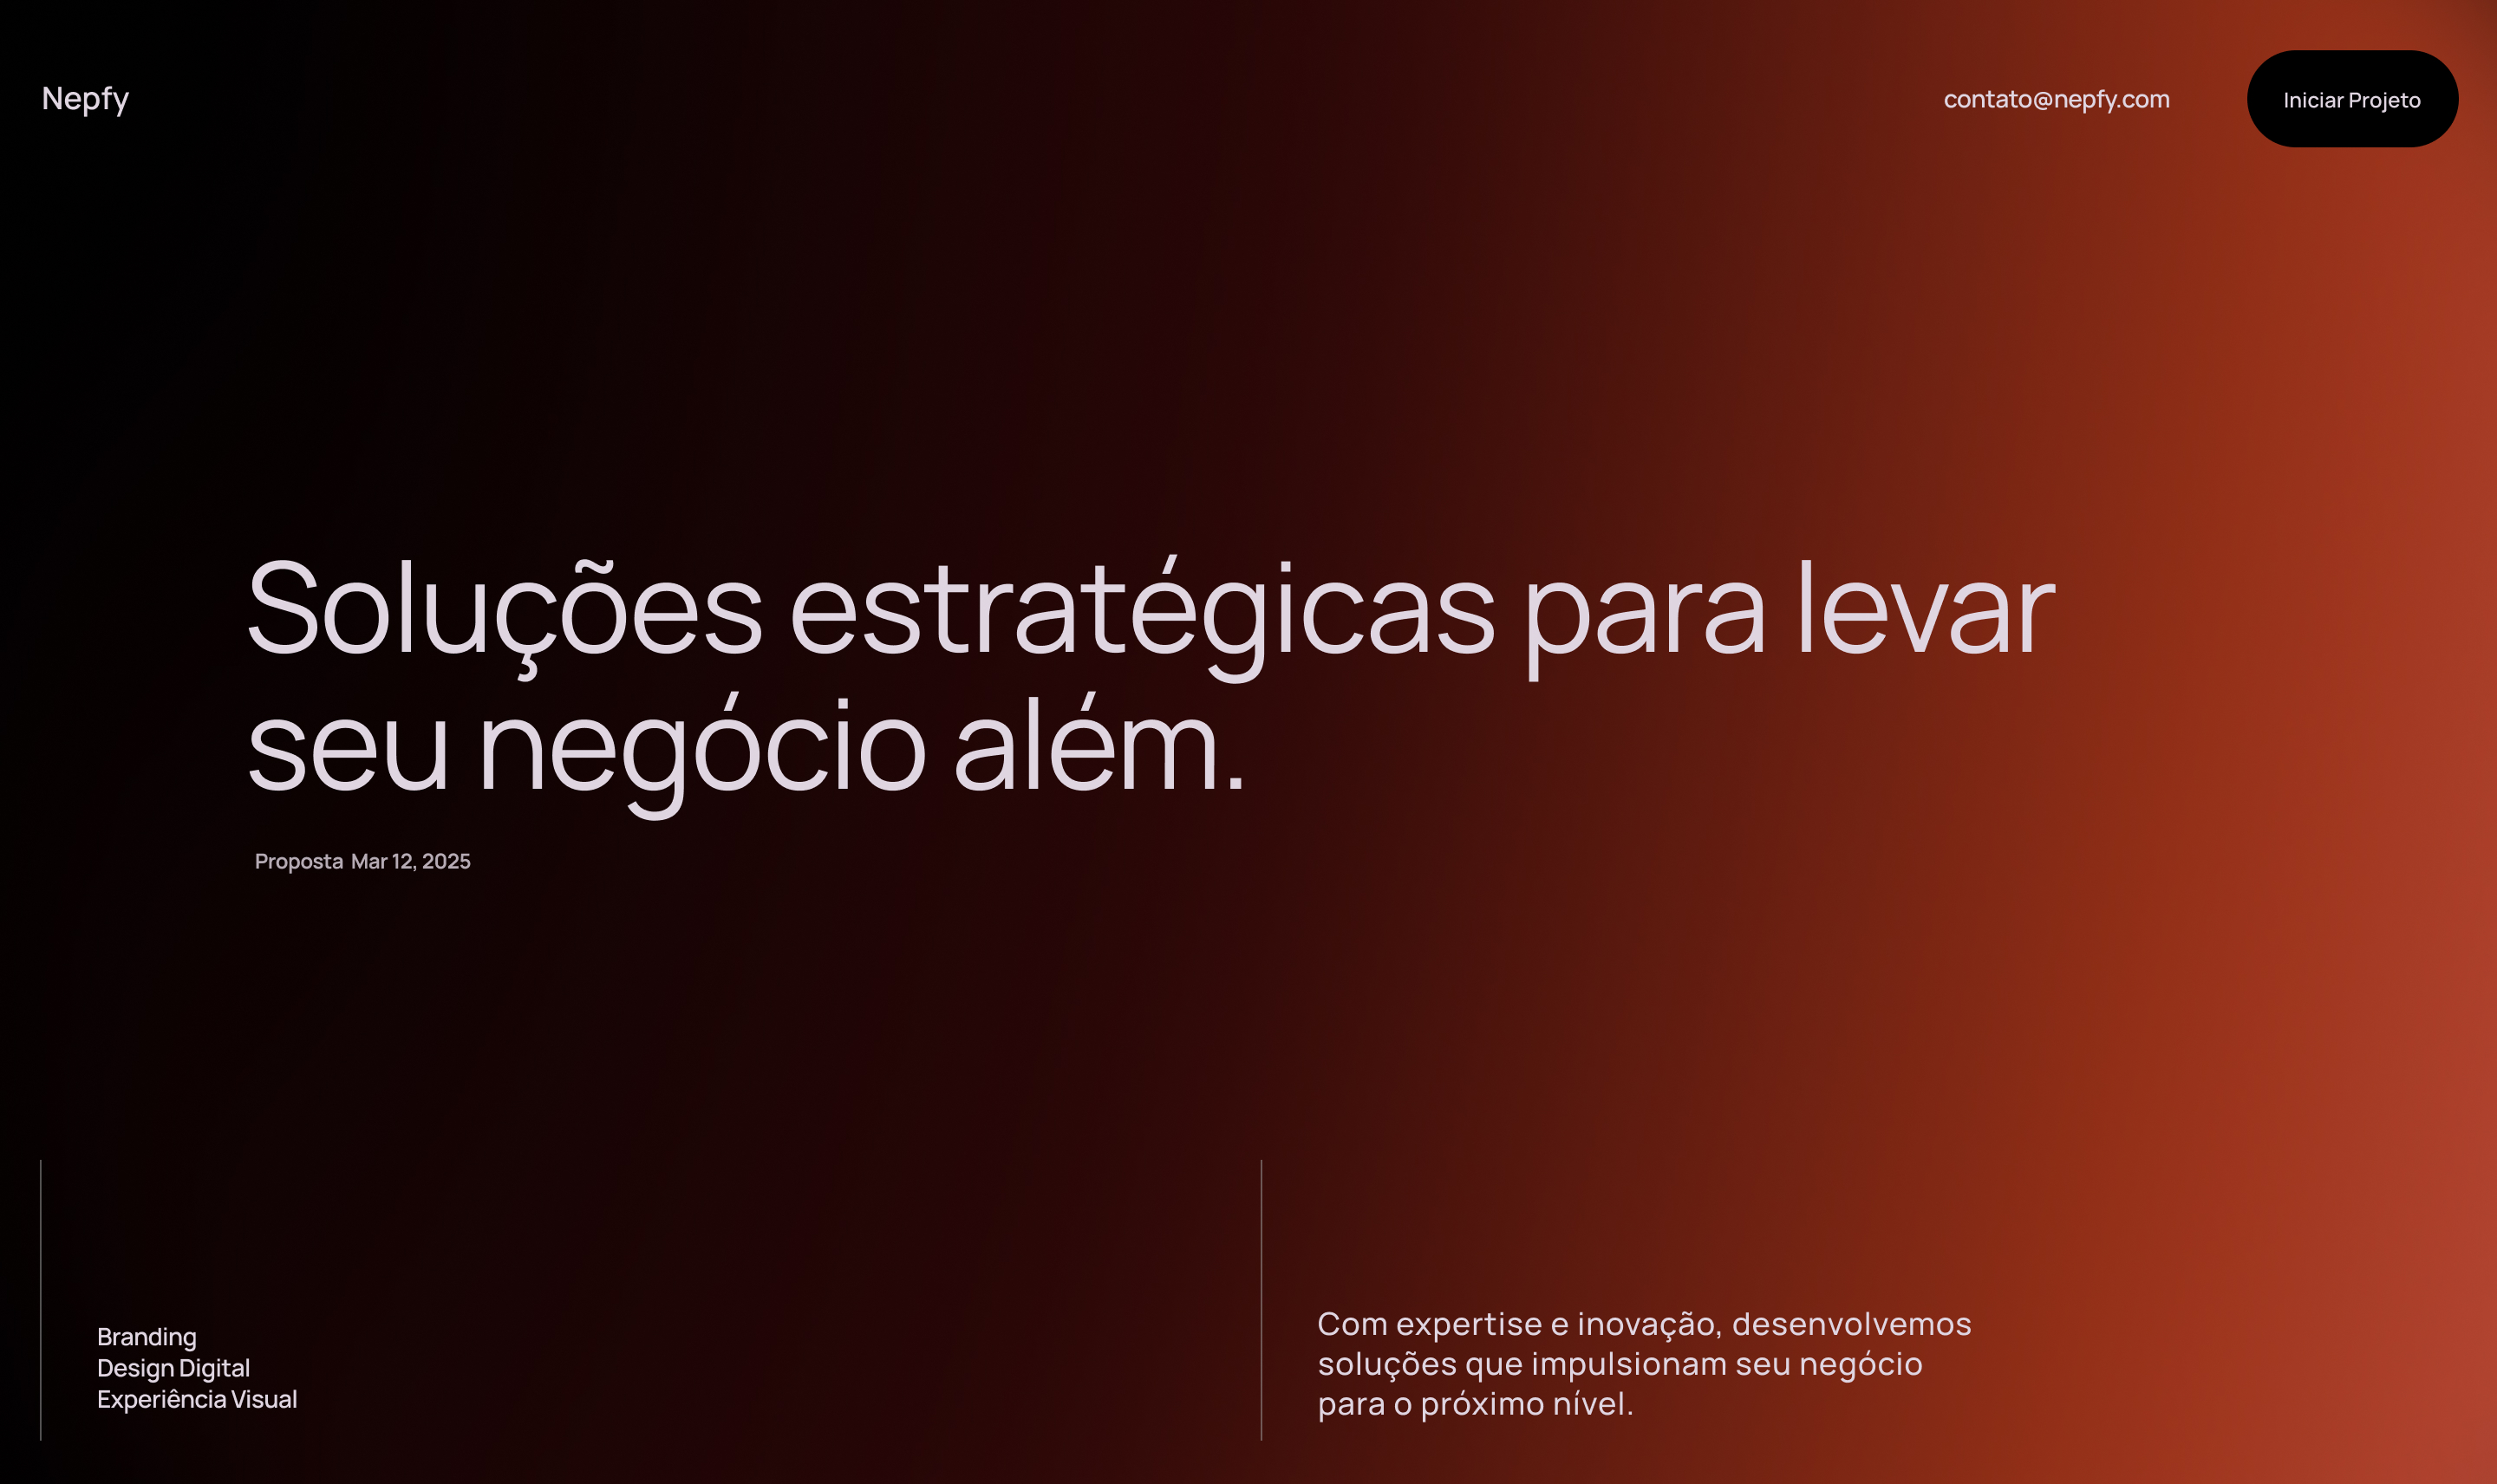 Nepfy
contato@nepfy.com
Iniciar Projeto
Soluções estratégicas para levar
seu negócio além.
Proposta Mar 12, 2025
Branding
Design Digital
Experiência Visual
Com expertise e inovação, desenvolvemos
soluções que impulsionam seu negócio
para o próximo nível.